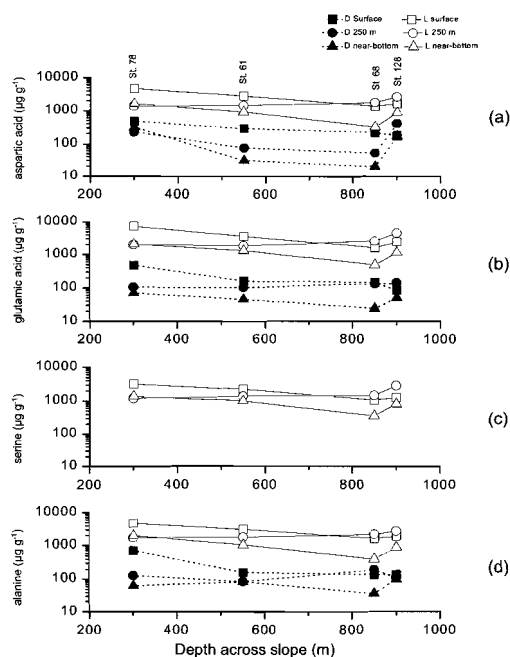 D Surface L surface
D 250 m L 250 m
D near-bottom L near-bottom
St. 78 St. 61 St 68 St. 128
aspartic acid (µg g-1)
10000
1000
100
10
200 400 600 800 1000
(a)
glutamic acid (µg g-1)
10000
1000
100
10
200 400 600 800 1000
(b)
serine (µg g-1)
10000
1000
100
10
200 400 600 800 1000
(c)
alanine (µg g-1)
10000
1000
100
10
200 400 600 800 1000
(d)
Depth across slope (m)